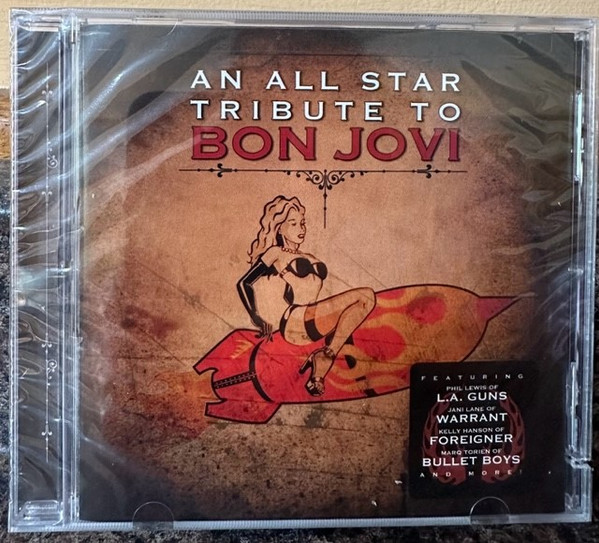 AN ALL STAR
TRIBUTE TO
BON JOVI
FEATURING
PHIL LEWIS OF
L.A. GUNS
JANI LANE OF
WARRANT
KELLY HANSON OF
FOREIGNER
MARQ TORIEN OF
BULLET BOYS
AND MORE!